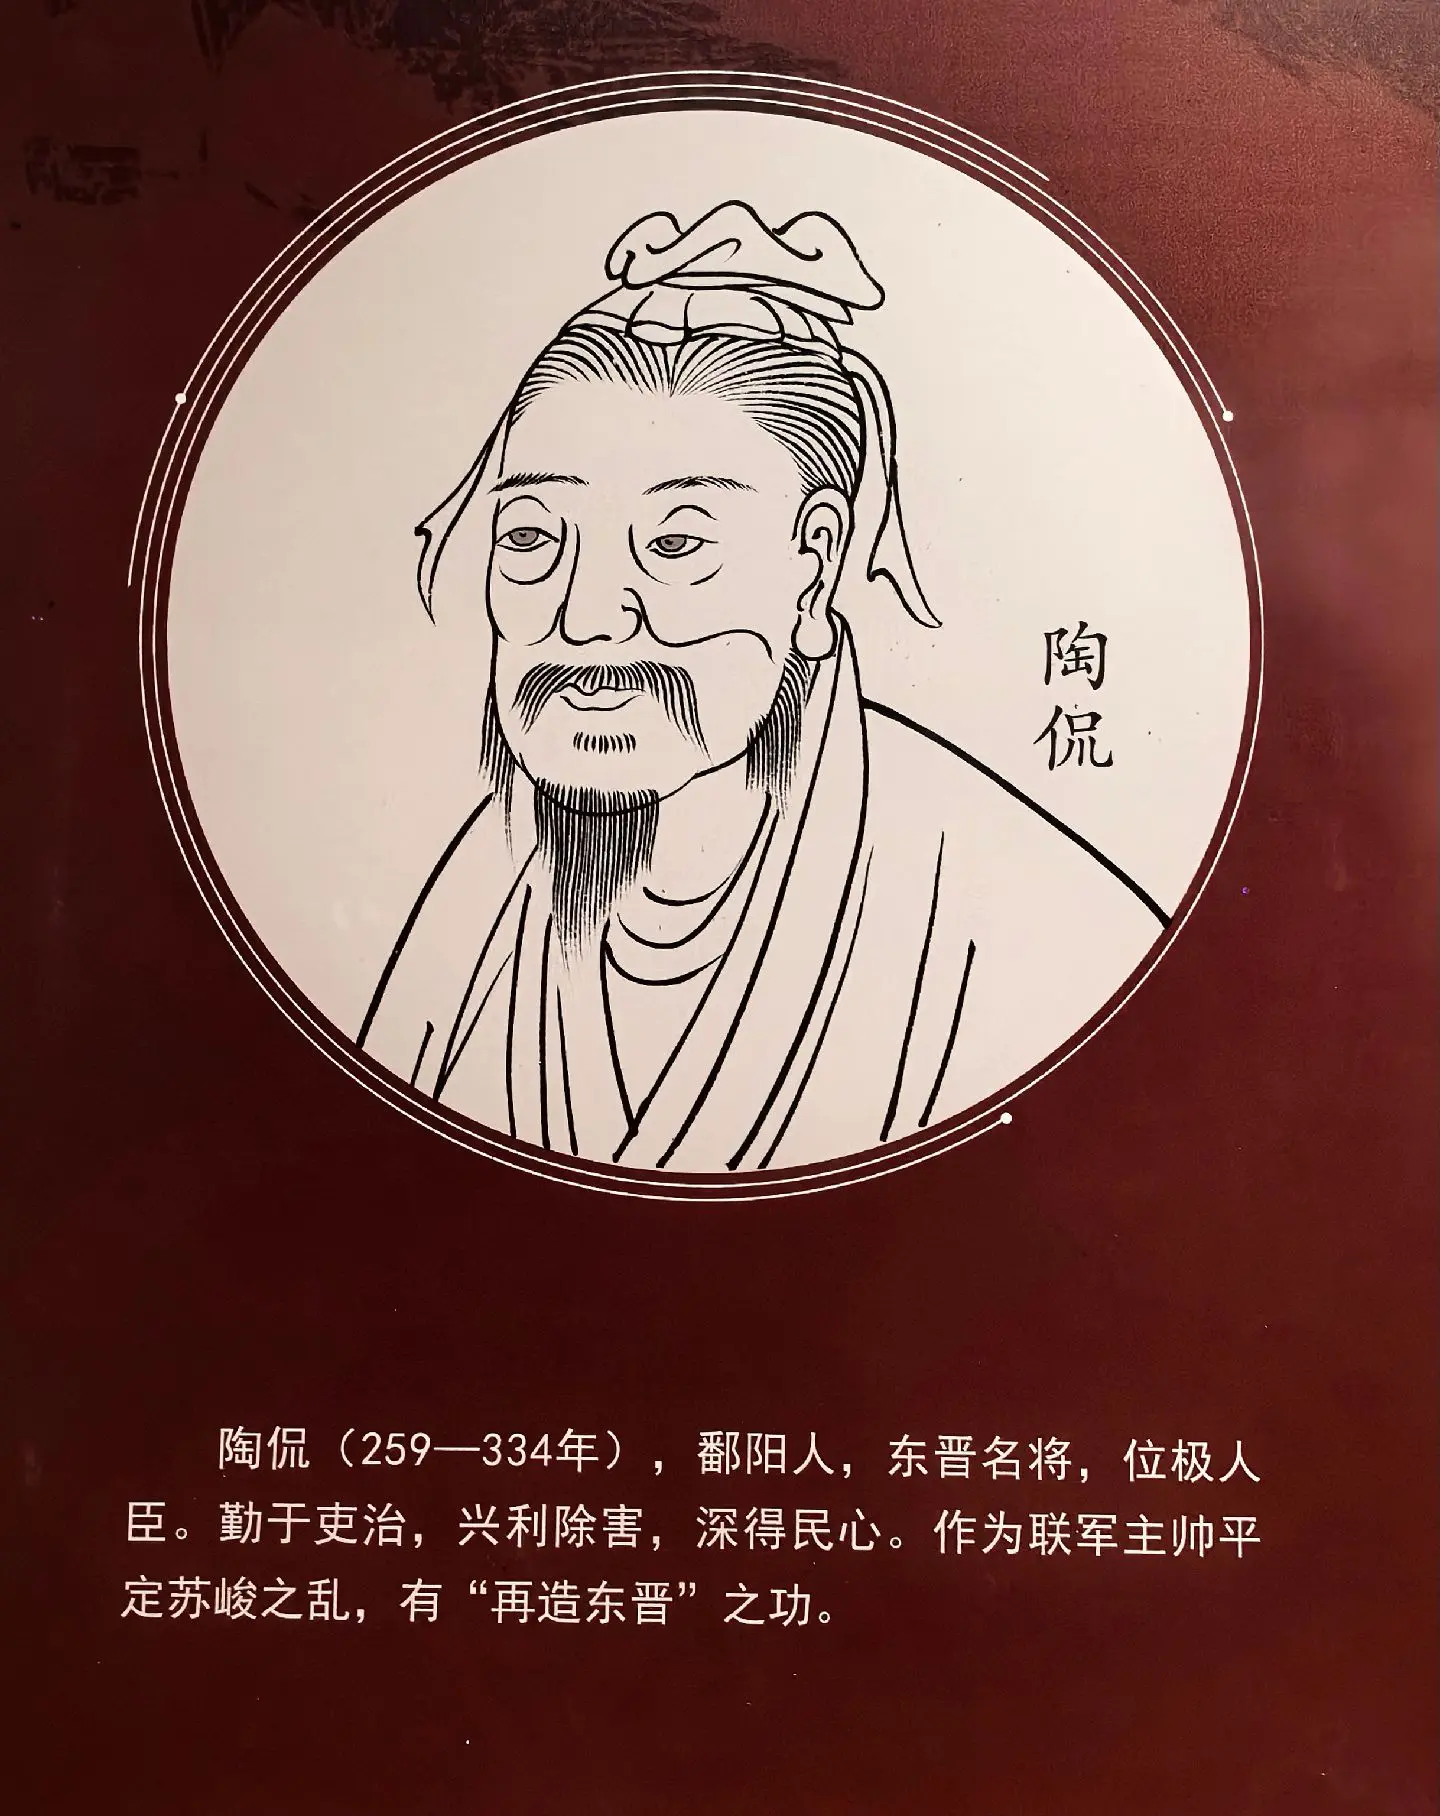 陶侃
陶侃（259—334年），鄱阳人，东晋名将，位极人
臣。勤于吏治，兴利除害，深得民心。作为联军主帅平
定苏峻之乱，有“再造东晋”之功。